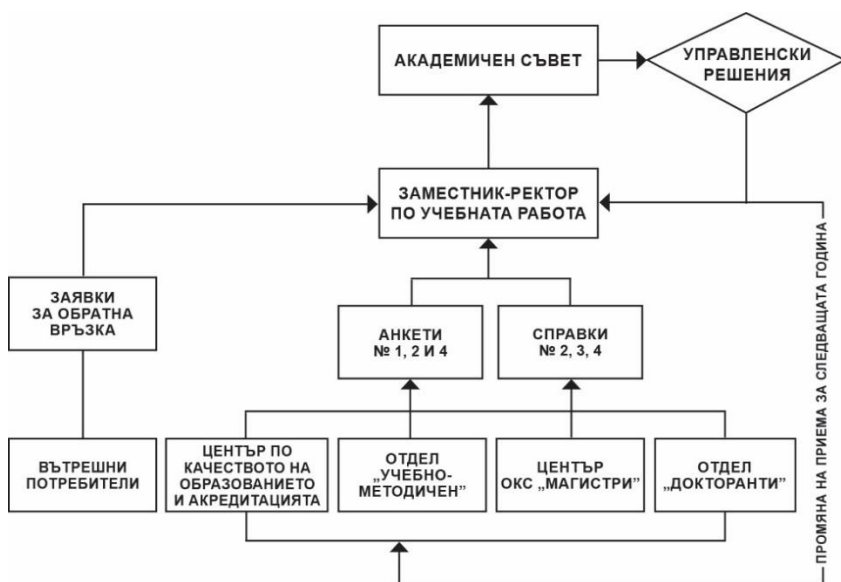 АКАДЕМИЧЕН СЪВЕТ
УПРАВЛЕНСКИ
РЕШЕНИЯ
ЗАМЕСТНИК-РЕКТОР
ПО УЧЕБНАТА РАБОТА
ЗАЯВКИ
ЗА ОБРАТНА
ВРЪЗКА
АНКЕТИ
№ 1, 2 И 4
СПРАВКИ
№ 2, 3, 4
ВЪТРЕШНИ
ПОТРЕБИТЕЛИ
ЦЕНТЪР ПО
КАЧЕСТВОТО НА
ОБРАЗОВАНИЕТО
И АКРЕДИТАЦИЯТА
ОТДЕЛ
„УЧЕБНО-
МЕТОДИЧЕН”
ЦЕНТЪР
ОКС „МАГИСТРИ”
ОТДЕЛ
„ДОКТОРАНТИ”
ПРОМЯНА НА ПРИЕМА ЗА СЛЕДВАЩАТА ГОДИНА